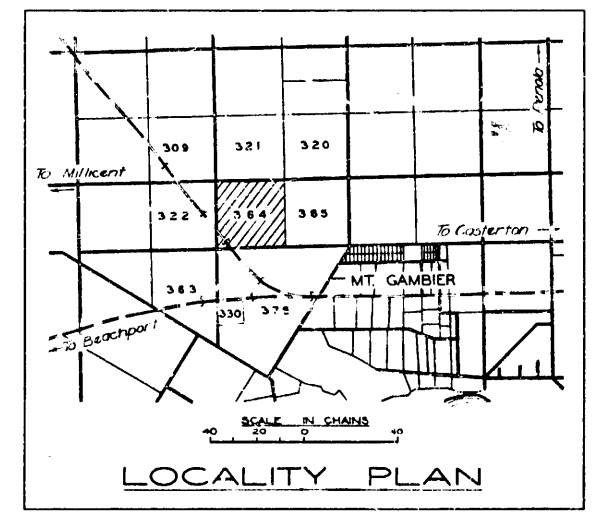 To Penola
309 321 320
To Millicent
322 364 365
To Casterton
MT. GAMBIER
363
330 375
To Beachport
SCALE IN CHAINS
40 20 0 40
LOCALITY PLAN